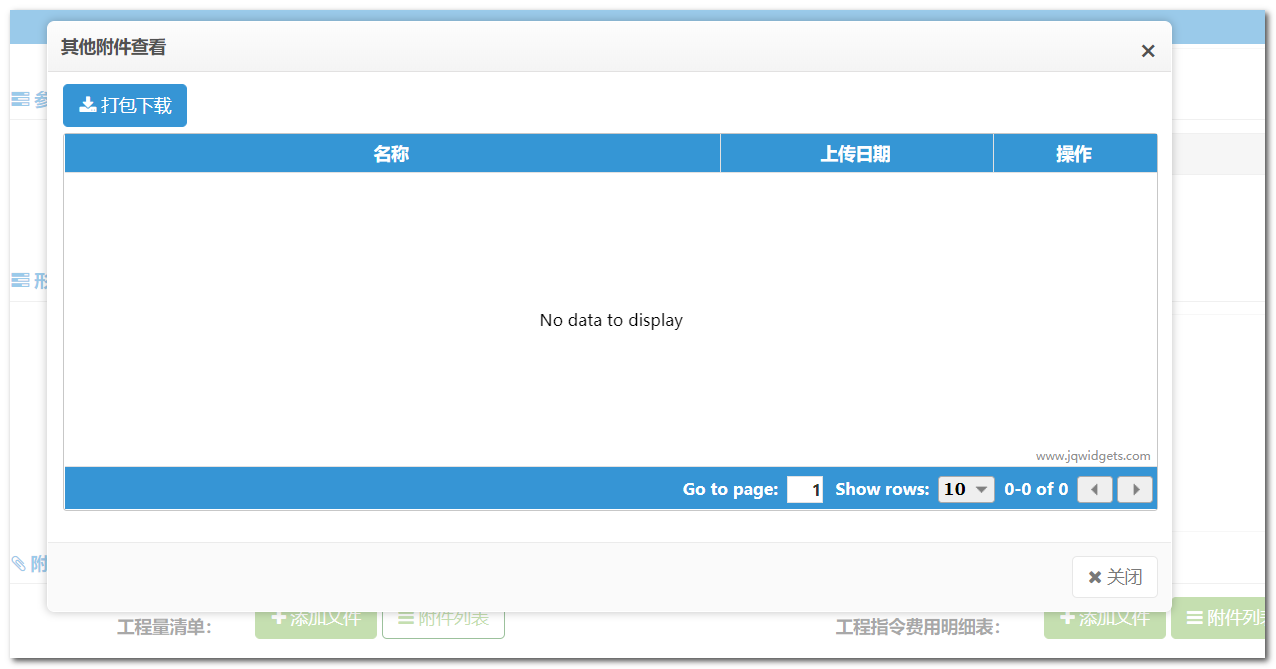 其他附件查看
×
参
打包下载
名称 上传日期 操作
形
No data to display
www.jqwidgets.com
Go to page: 1 Show rows: 10 0-0 of 0
附
关闭
工程量清单: 添加文件 附件列表 工程指令费用明细表: 添加文件 附件列